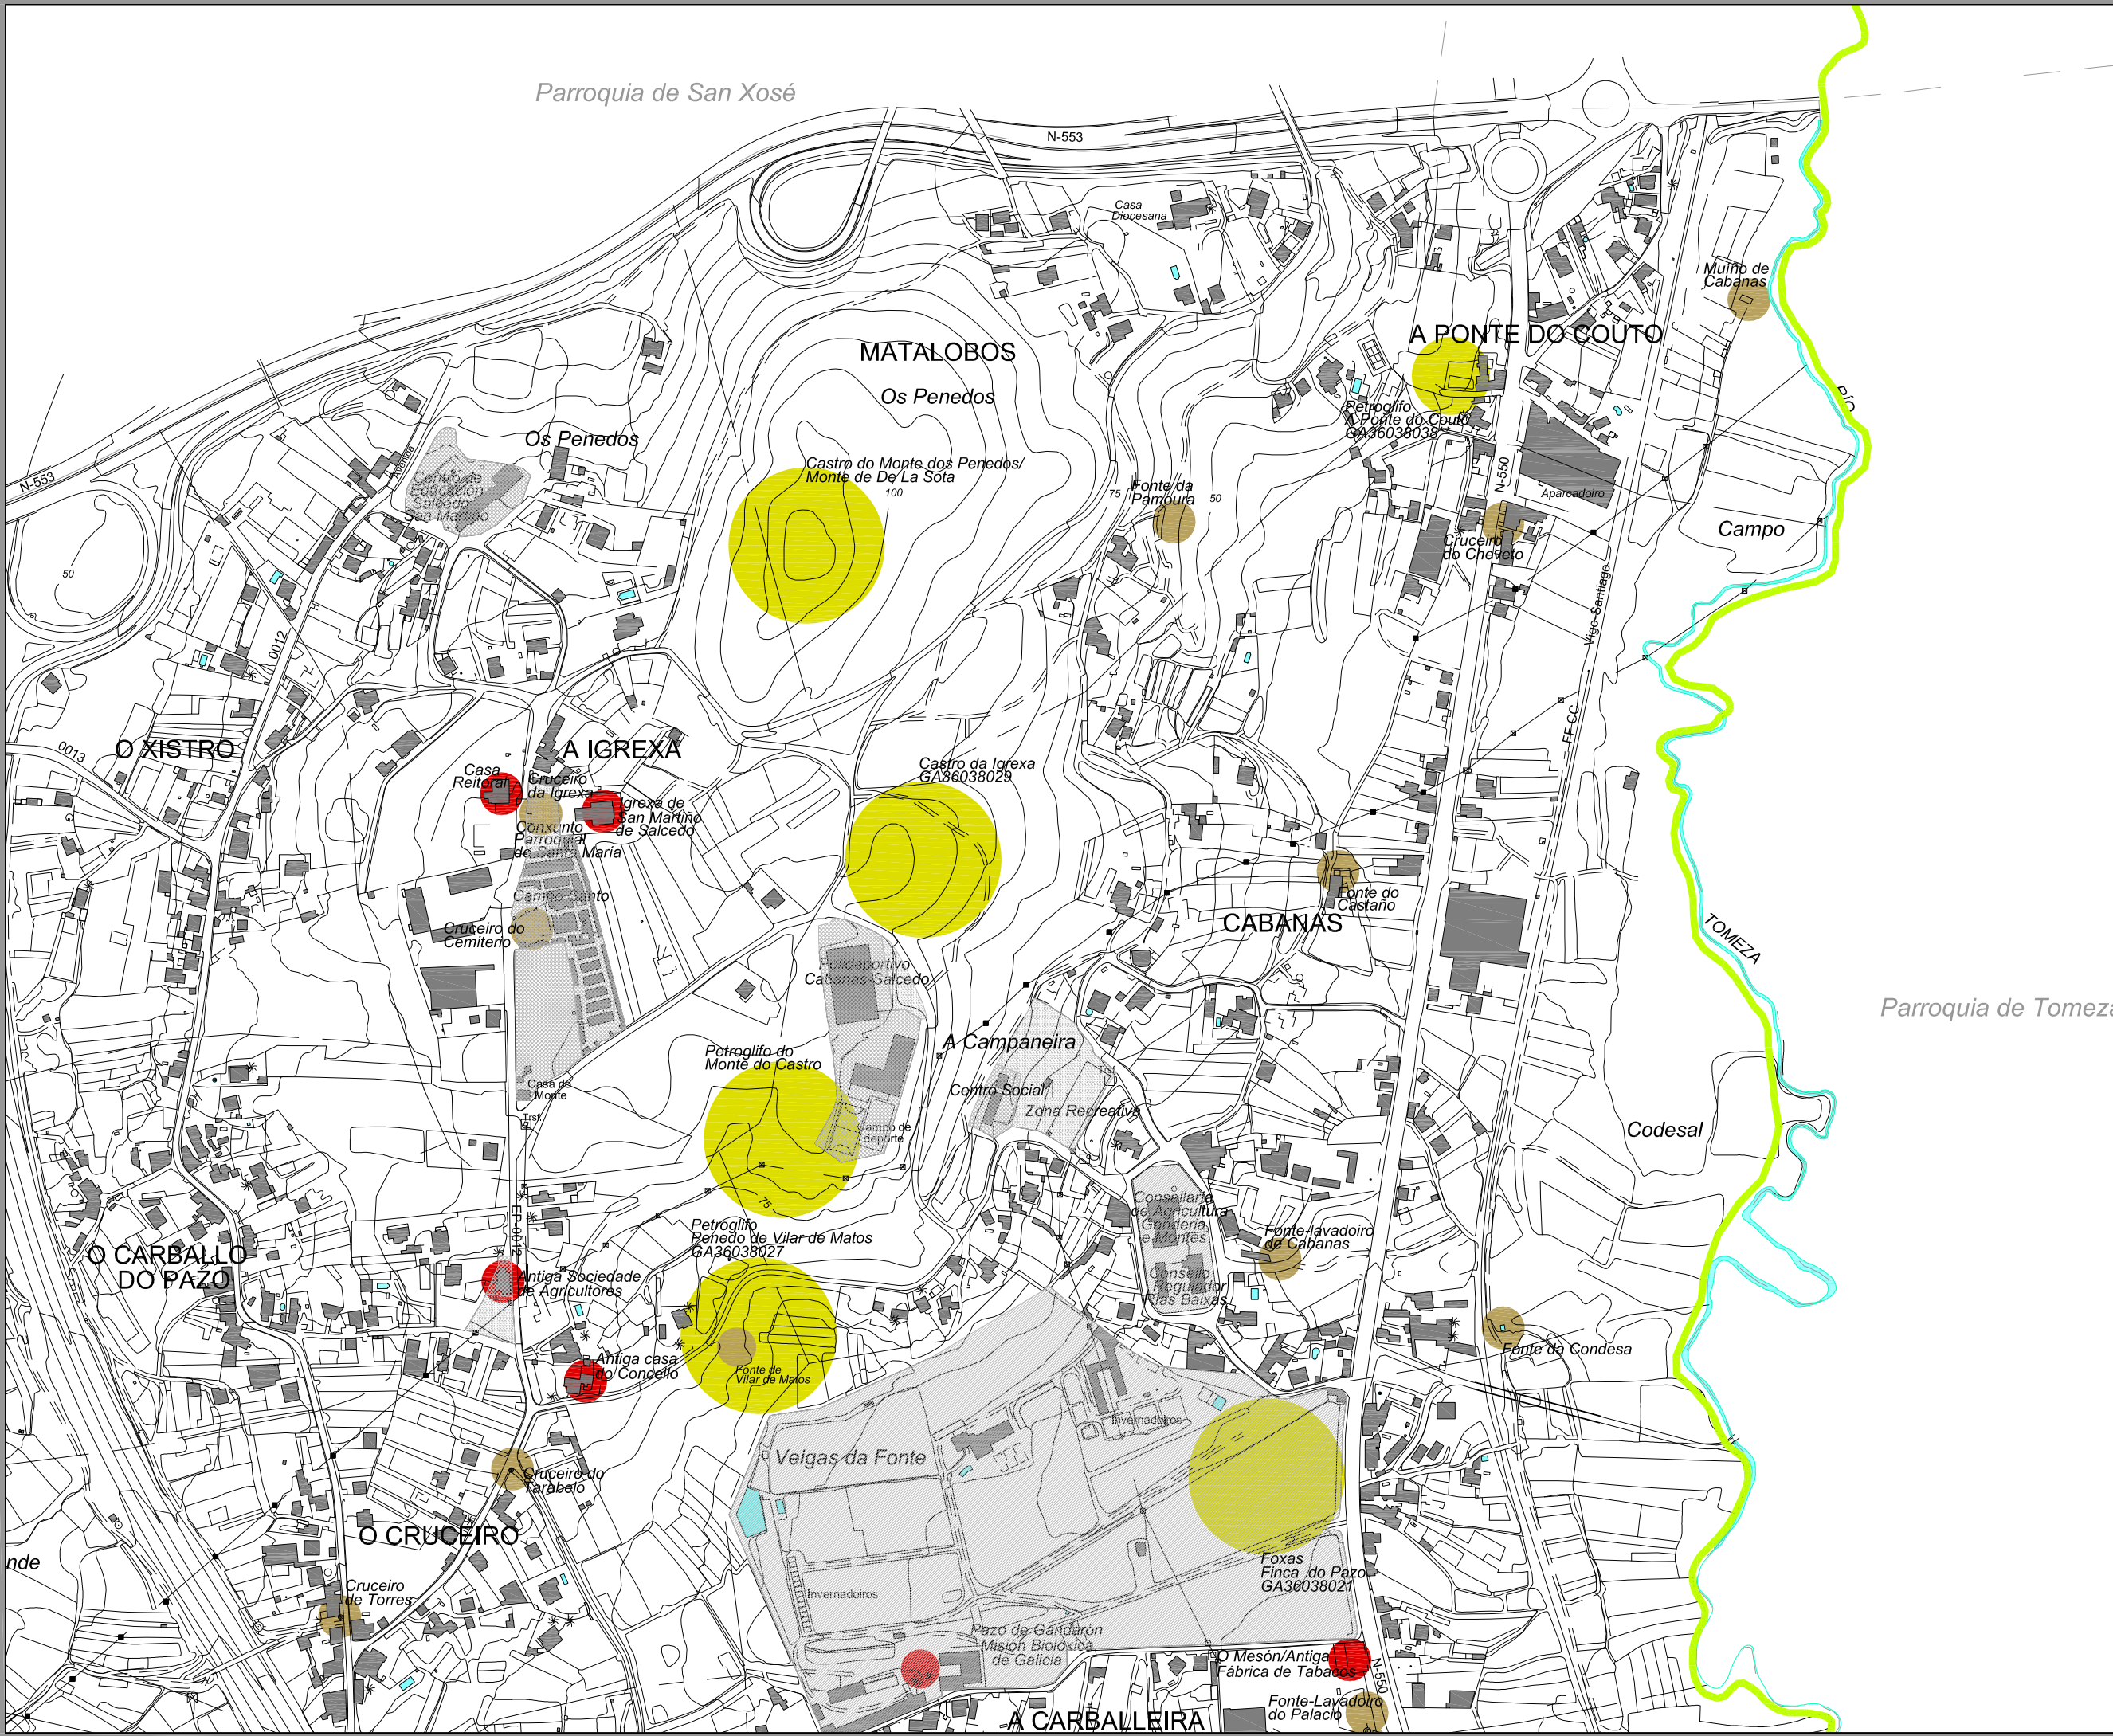 Parroquia de San Xosé
N-553
Casa
Diocesana
Muiño de
Cabanas
A PONTE DO COUTO
MATALOBOS
Os Penedos
RÍO
Petroglifo
A Ponte do Couto
GA36038038**
Os Penedos
Castro do Monte dos Penedos/
Monte de De La Sota
100
75
50
Avenida
Centro de
Educación
Salcedo
San Martiño
N-553
Fonte da
Pamoura
N-550
Aparcadoiro
Campo
Cruceiro
do Cheveto
50
Vigo-Santiago
0012
FF.CC.
0013
O XISTRO
A IGREXA
Casa
Reitoral
Cruceiro
da Igrexa
Igrexa de
San Martiño
de Salcedo
Castro da Igrexa
GA36038029
Conxunto
Parroquial
de Santa María
Campo Santo
Fonte do
Castaño
CABANAS
Cruceiro do
Cemiterio
TOMEZA
Polideportivo
Cabanas-Salcedo
Parroquia de Tomeza
A Campaneira
Petroglifo do
Monte do Castro
Trsf.
Casa do
Monte
Centro Social
Zona Recreativa
Trsf.
Campo de
deporte
Codesal
E9
75
Consellaría
de Agricultura
Gandería
e Montes
EP-0012
Petroglifo
Penedo de Vilar de Matos
GA36038027
Fonte-lavadoiro
de Cabanas
O CARBALLO
DO PAZO
Antiga Sociedade
de Agricultores
Consello
Regulador
Rías Baixas
Fonte da Condesa
Antiga casa
do Concello
Fonte de
Vilar de Matos
Invernadoiros
Veigas da Fonte
Cruceiro do
Tarabelo
O CRUCEIRO
nde
Foxas
Finca do Pazo
GA36038021
Cruceiro
de Torres
Invernadoiros
Pazo de Gandarón
Misión Biolóxica
de Galicia
O Mesón/Antiga
Fábrica de Tabacos
N-550
Fonte-Lavadoiro
do Palacio
A CARBALLEIRA